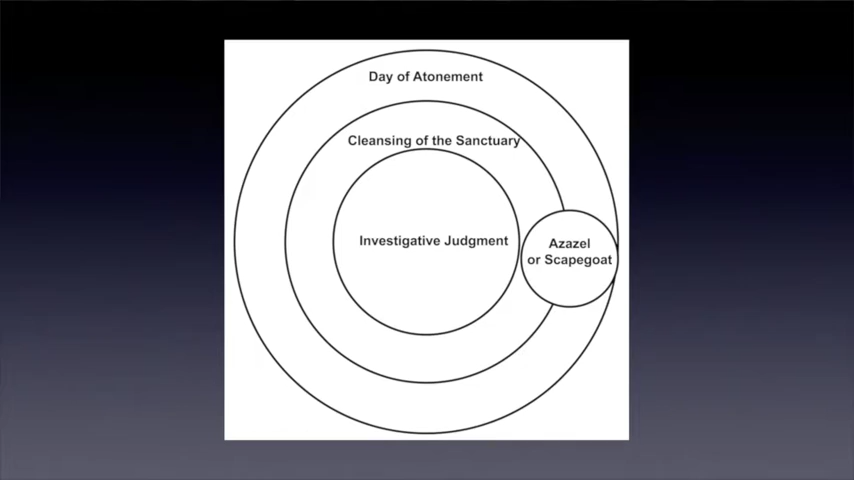 Day of Atonement
Cleansing of the Sanctuary
Investigative Judgment
Azazel
or Scapegoat